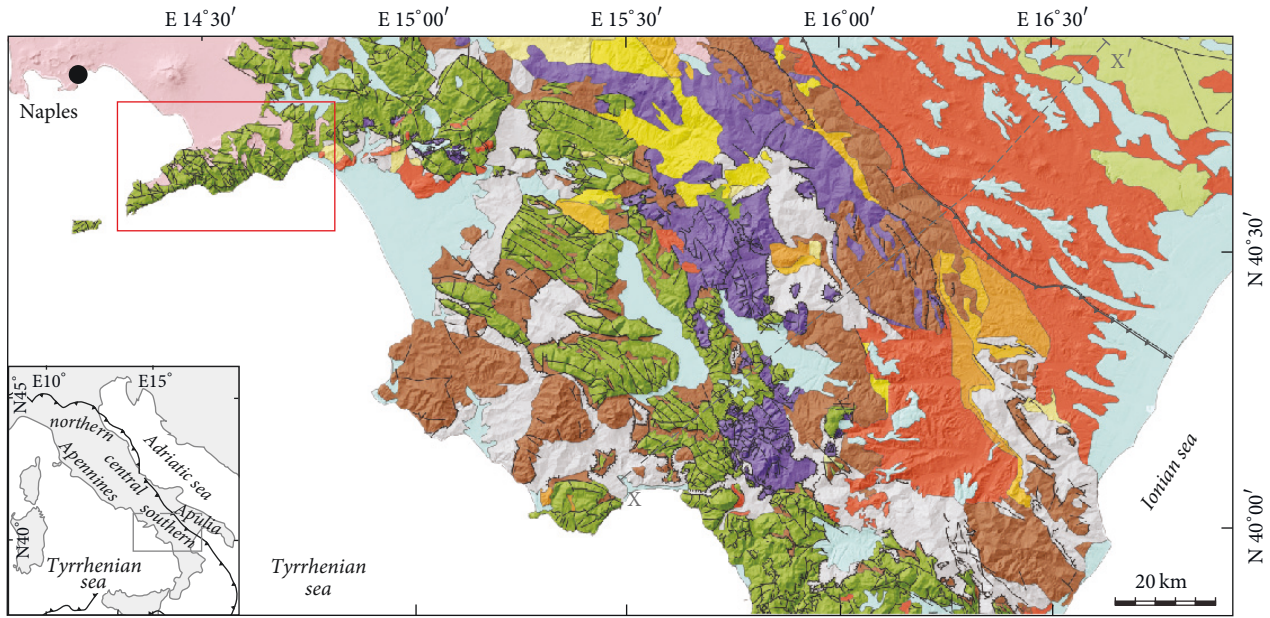 E 14°30′ E 15°00′ E 15°30′ E 16°00′ E 16°30′
X′
Naples
N 40°30′
E10° E15°
N45°
northern
Adriatic sea
Apennines
central
Apulia
southern
N40°
Tyrrhenian
sea
Tyrrhenian
sea
X
Ionian sea
N 40°00′
20 km